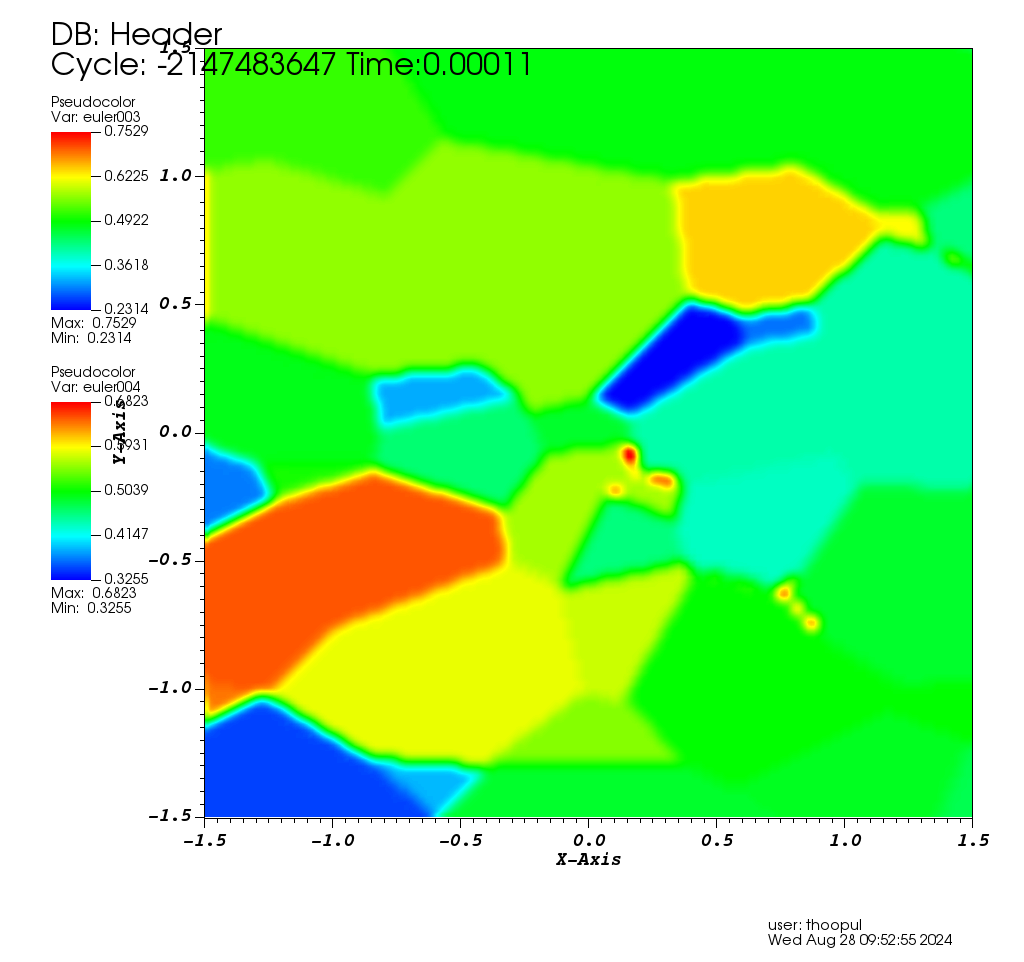 DB: Header
Cycle: -2147483647 Time:0.00011
Pseudocolor
Var: euler003
0.7529
0.6225
0.4922
0.3618
0.2314
Max: 0.7529
Min: 0.2314
Pseudocolor
Var: euler004
0.6823
0.5931
0.5039
0.4147
0.3255
Max: 0.6823
Min: 0.3255
Y-Axis
1.5
1.0
0.5
0.0
-0.5
-1.0
-1.5
-1.5 -1.0 -0.5 0.0 0.5 1.0 1.5
X-Axis
user: thoopul
Wed Aug 28 09:52:55 2024